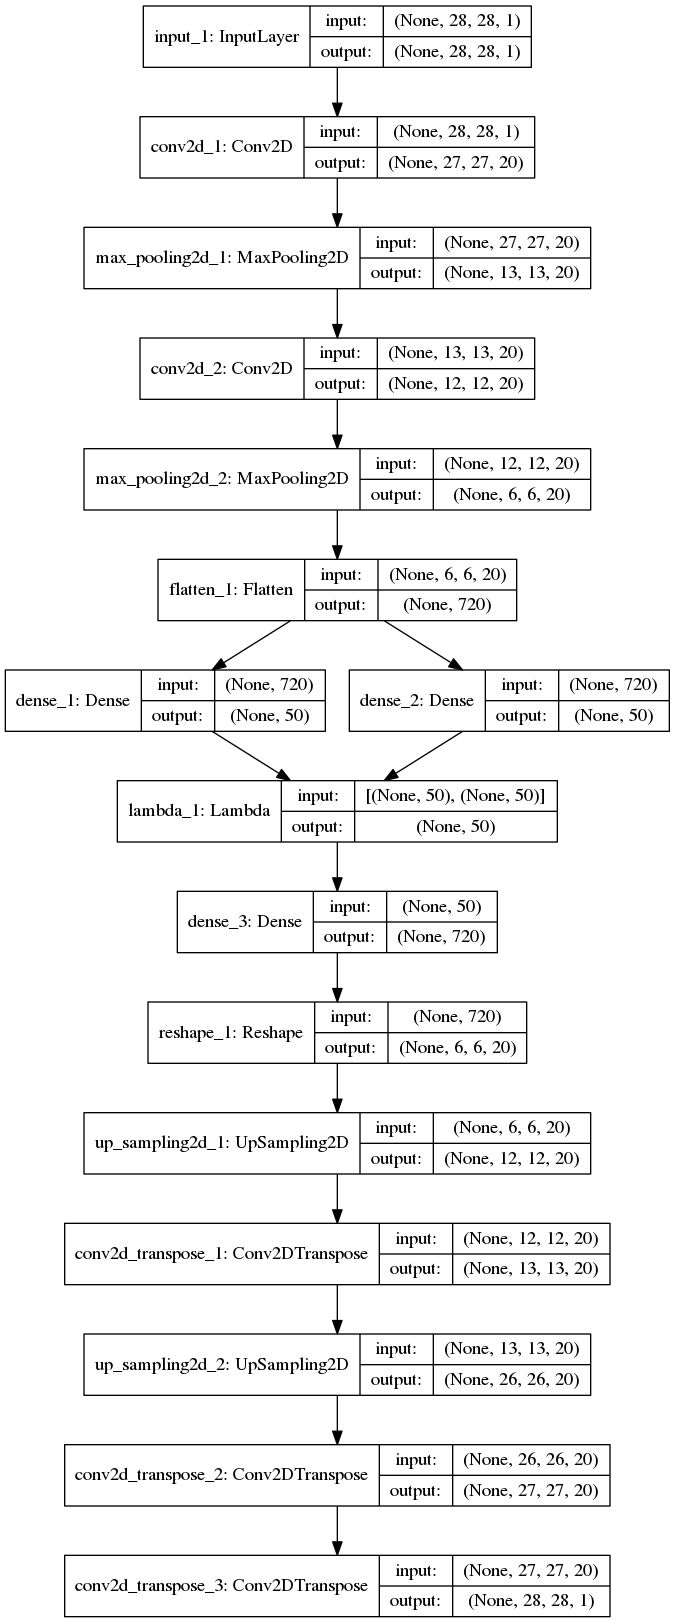 input_1: InputLayer
input:
(None, 28, 28, 1)
output:
(None, 28, 28, 1)
conv2d_1: Conv2D
input:
(None, 28, 28, 1)
output:
(None, 27, 27, 20)
max_pooling2d_1: MaxPooling2D
input:
(None, 27, 27, 20)
output:
(None, 13, 13, 20)
conv2d_2: Conv2D
input:
(None, 13, 13, 20)
output:
(None, 12, 12, 20)
max_pooling2d_2: MaxPooling2D
input:
(None, 12, 12, 20)
output:
(None, 6, 6, 20)
flatten_1: Flatten
input:
(None, 6, 6, 20)
output:
(None, 720)
dense_1: Dense
input:
(None, 720)
output:
(None, 50)
dense_2: Dense
input:
(None, 720)
output:
(None, 50)
lambda_1: Lambda
input:
[(None, 50), (None, 50)]
output:
(None, 50)
dense_3: Dense
input:
(None, 50)
output:
(None, 720)
reshape_1: Reshape
input:
(None, 720)
output:
(None, 6, 6, 20)
up_sampling2d_1: UpSampling2D
input:
(None, 6, 6, 20)
output:
(None, 12, 12, 20)
conv2d_transpose_1: Conv2DTranspose
input:
(None, 12, 12, 20)
output:
(None, 13, 13, 20)
up_sampling2d_2: UpSampling2D
input:
(None, 13, 13, 20)
output:
(None, 26, 26, 20)
conv2d_transpose_2: Conv2DTranspose
input:
(None, 26, 26, 20)
output:
(None, 27, 27, 20)
conv2d_transpose_3: Conv2DTranspose
input:
(None, 27, 27, 20)
output:
(None, 28, 28, 1)